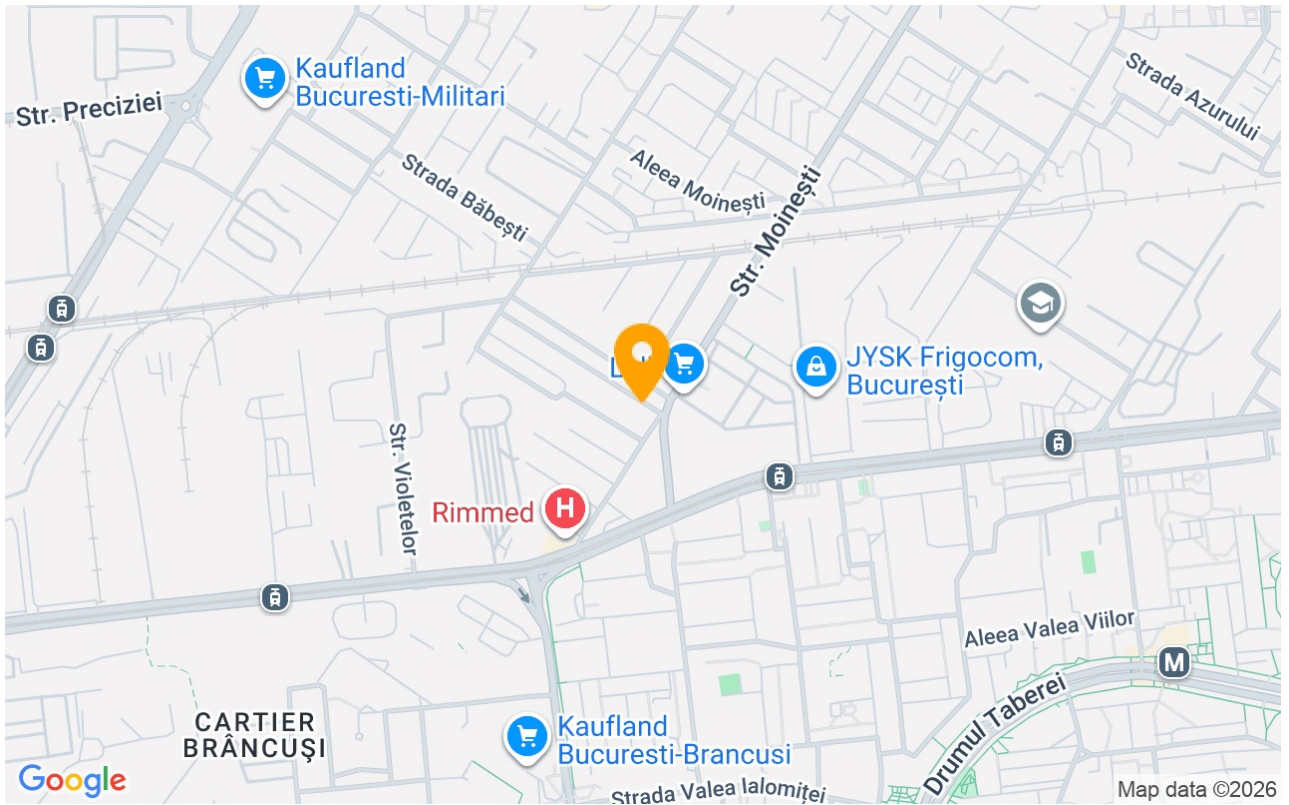 Kaufland
Bucuresti-Militari
Str. Preciziei
Strada Azurului
Strada Băbești
Aleea Moinești
Str. Moinești
JYSK Frigocom,
București
Str. Violetelor
Rimmed
H
Aleea Valea Viilor
M
CARTIER
BRÂNCUȘI
Kaufland
Bucuresti-Brancusi
Drumul Taberei
Strada Valea Ialomiței
Google
Map data ©2026